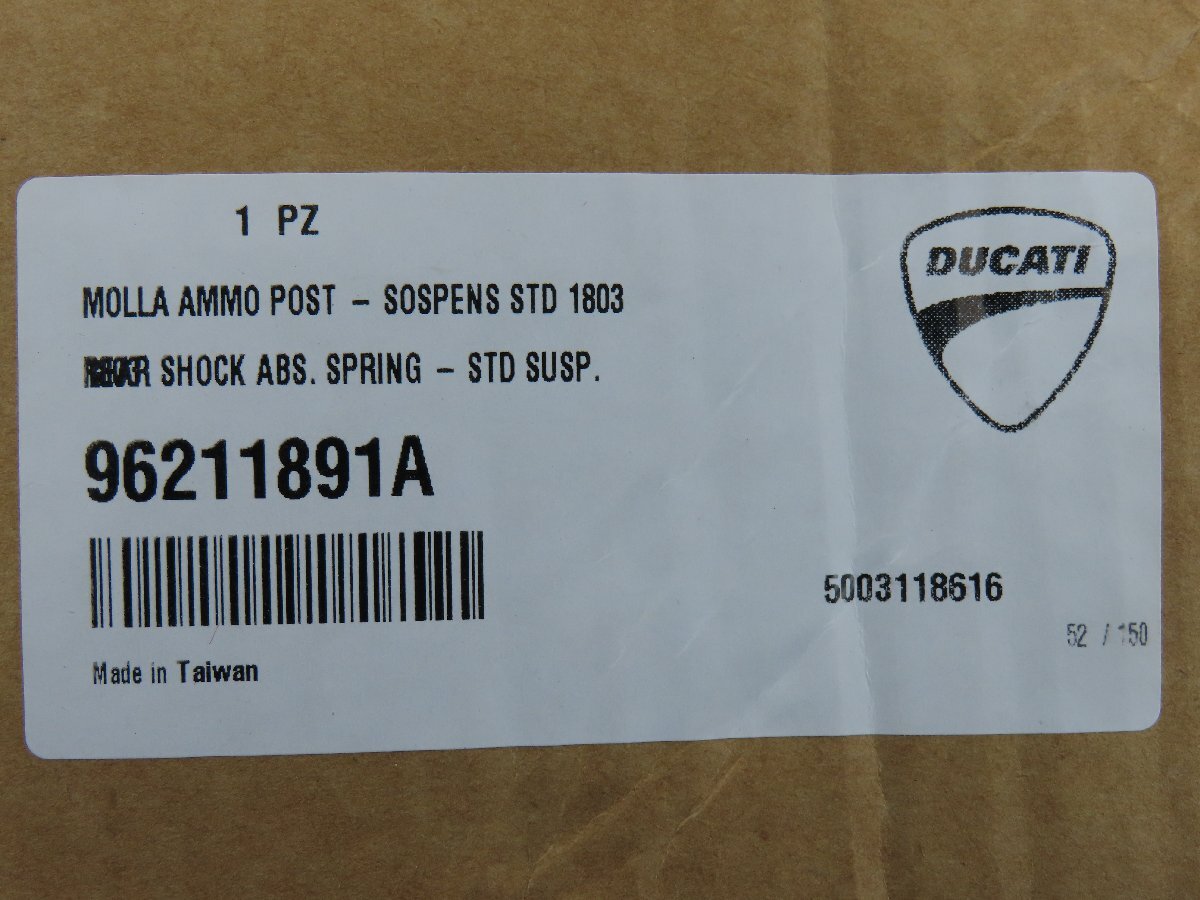 1 PZ
DUCATI
MOLLA AMMO POST – SOSPENS STD 1803
SHOCK ABS. SPRING – STD SUSP.
96211891A
5003118616
52 / 150
Made in Taiwan